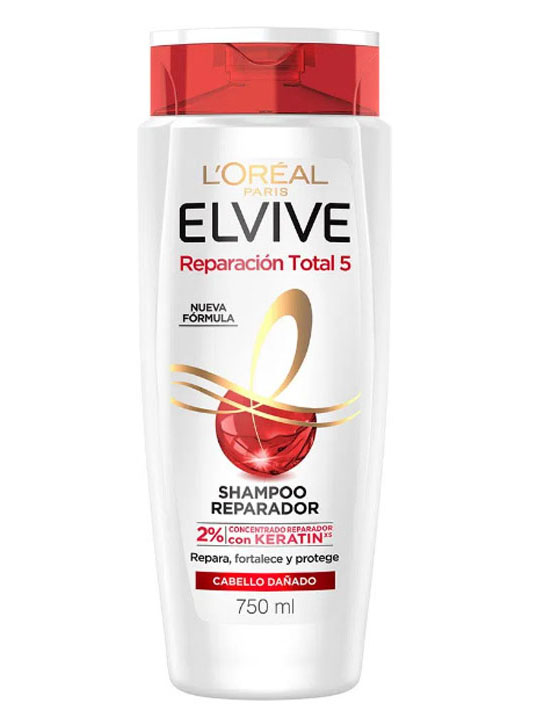 L'ORÉAL
PARIS
ELVIVE
Reparación Total 5
NUEVA
FÓRMULA
SHAMPOO
REPARADOR
2% CONCENTRADO REPARADOR
con KERATIN XS
Repara, fortalece y protege
CABELLO DAÑADO
750 ml